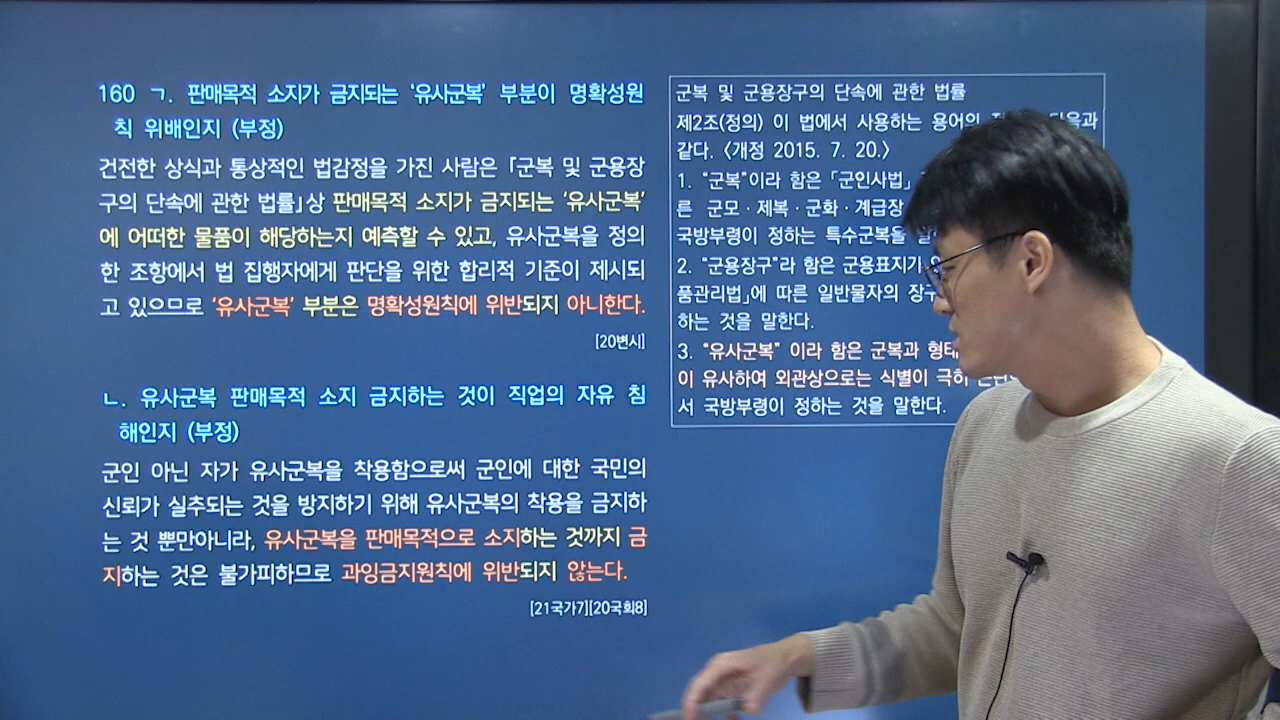 160 ㄱ. 판매목적 소지가 금지되는 '유사군복' 부분이 명확성원
칙 위배인지 (부정)
건전한 상식과 통상적인 법감정을 가진 사람은 「군복 및 군용장
구의 단속에 관한 법률」상 판매목적 소지가 금지되는 '유사군복'
에 어떠한 물품이 해당하는지 예측할 수 있고, 유사군복을 정의
한 조항에서 법 집행자에게 판단을 위한 합리적 기준이 제시되
고 있으므로 '유사군복' 부분은 명확성원칙에 위반되지 아니한다.
[20변시]
ㄴ. 유사군복 판매목적 소지 금지하는 것이 직업의 자유 침
해인지 (부정)
군인 아닌 자가 유사군복을 착용함으로써 군인에 대한 국민의
신뢰가 실추되는 것을 방지하기 위해 유사군복의 착용을 금지하
는 것 뿐만아니라, 유사군복을 판매목적으로 소지하는 것까지 금
지하는 것은 불가피하므로 과잉금지원칙에 위반되지 않는다.
[21국가7][20국회8]
군복 및 군용장구의 단속에 관한 법률
제2조(정의) 이 법에서 사용하는 용어의
같다. <개정 2015. 7. 20.>
1. "군복"이라 함은 「군인사법」
른 군모·제복·군화·계급장
국방부령이 정하는 특수군복을
2. "군용장구"라 함은 군용표지가
품관리법」에 따른 일반물자의 장구
하는 것을 말한다.
3. "유사군복" 이라 함은 군복과 형태
이 유사하여 외관상으로는 식별이 극히
서 국방부령이 정하는 것을 말한다.